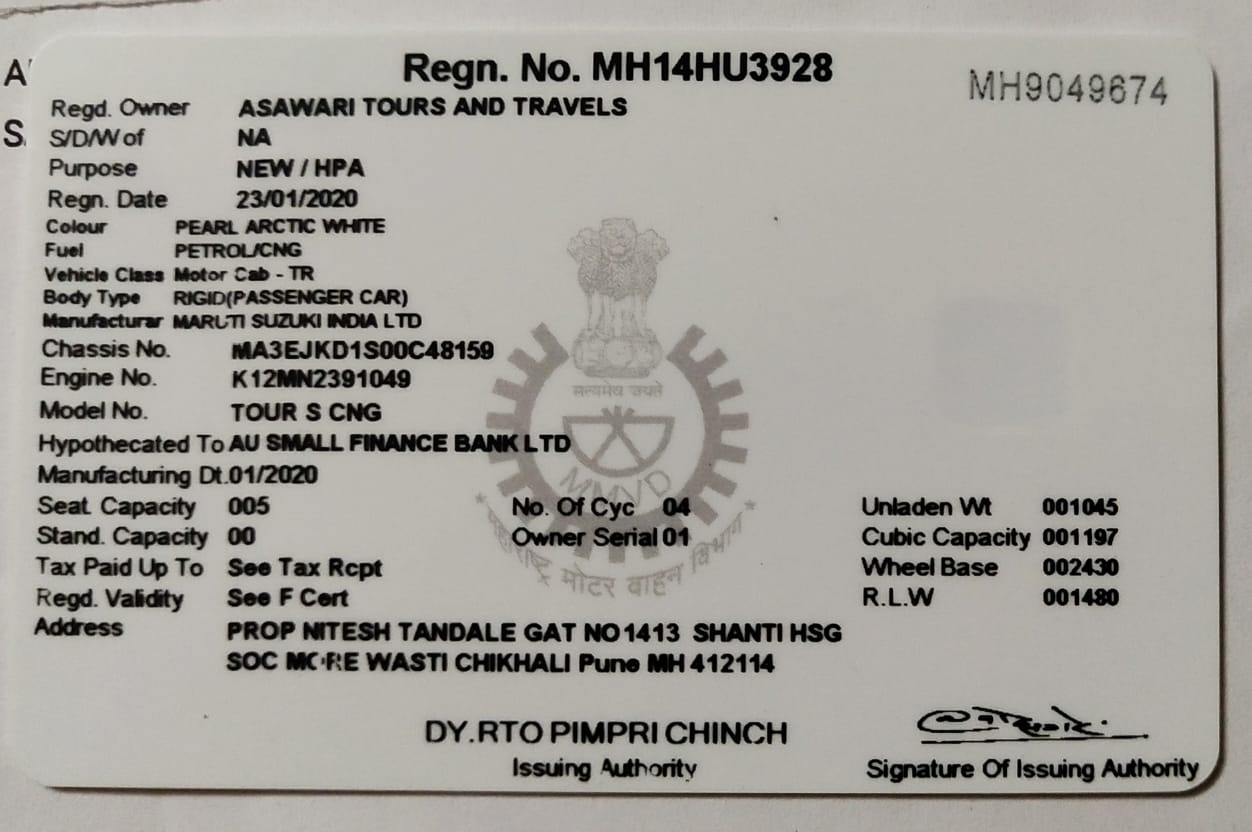 Regn. No. MH14HU3928
MH9049674
Regd. Owner ASAWARI TOURS AND TRAVELS
S/D/W of NA
Purpose NEW / HPA
Regn. Date 23/01/2020
Colour PEARL ARCTIC WHITE
Fuel PETROL/CNG
Vehicle Class Motor Cab - TR
Body Type RIGID(PASSENGER CAR)
Manufacturar MARUTI SUZUKI INDIA LTD
Chassis No. MA3EJKD1S00C48159
Engine No. K12MN2391049
Model No. TOUR S CNG
Hypothecated To AU SMALL FINANCE BANK LTD
Manufacturing Dt. 01/2020
Seat. Capacity 005 No. Of Cyc 04 Unladen Wt 001045
Stand. Capacity 00 Owner Serial 01 Cubic Capacity 001197
Tax Paid Up To See Tax Rcpt Wheel Base 002430
Regd. Validity See F Cert R.L.W 001480
Address PROP NITESH TANDALE GAT NO 1413 SHANTI HSG
SOC MORE WASTI CHIKHALI Pune MH 412114
सत्यमेव जयते
MMVD
महाराष्ट्र मोटर वाहन विभाग
DY.RTO PIMPRI CHINCH
Issuing Authority
Signature Of Issuing Authority